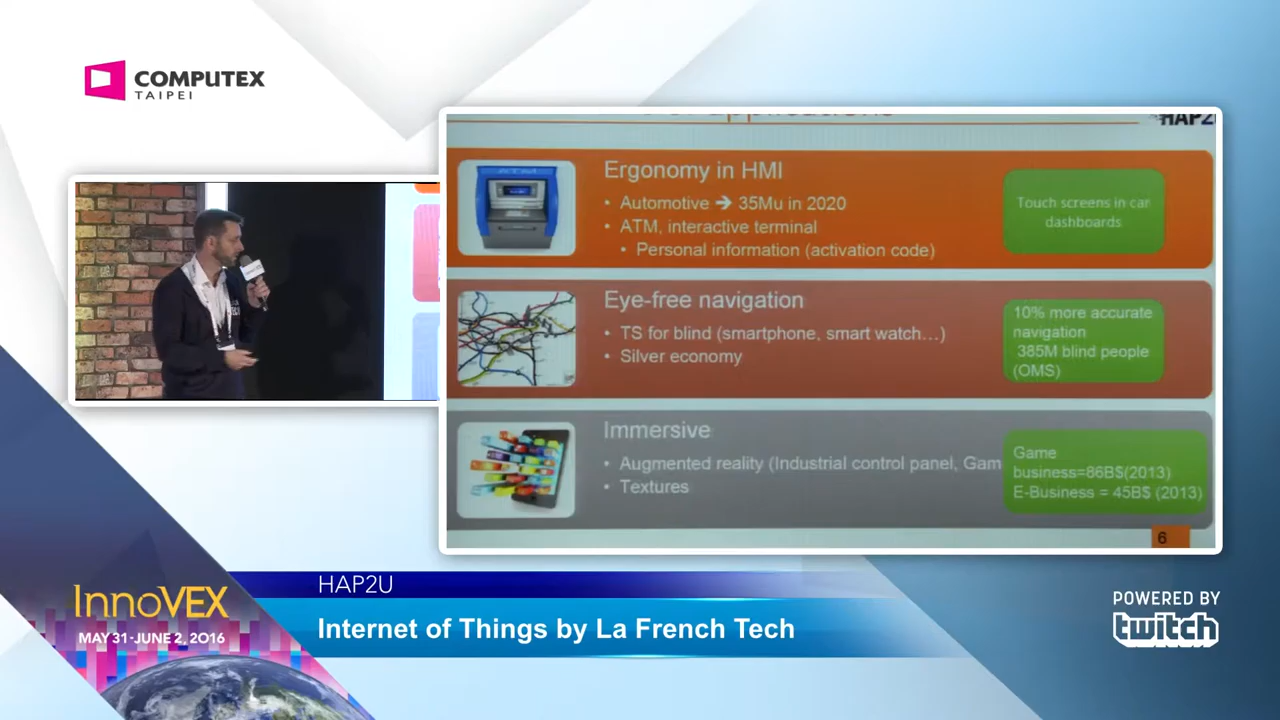 COMPUTEX
TAIPEI
applications
HAP2U
ATM
Ergonomy in HMI
• Automotive ➔ 35Mu in 2020
• ATM, interactive terminal
• Personal information (activation code)
Touch screens in car
dashboards
Eye-free navigation
• TS for blind (smartphone, smart watch…)
• Silver economy
10% more accurate
navigation
385M blind people
(OMS)
Immersive
• Augmented reality (Industrial control panel, Gam
• Textures
Game
business=86B$(2013)
E-Business = 45B$ (2013)
6
InnoVEX
MAY 31-JUNE 2, 2016
HAP2U
Internet of Things by La French Tech
POWERED BY
twitch